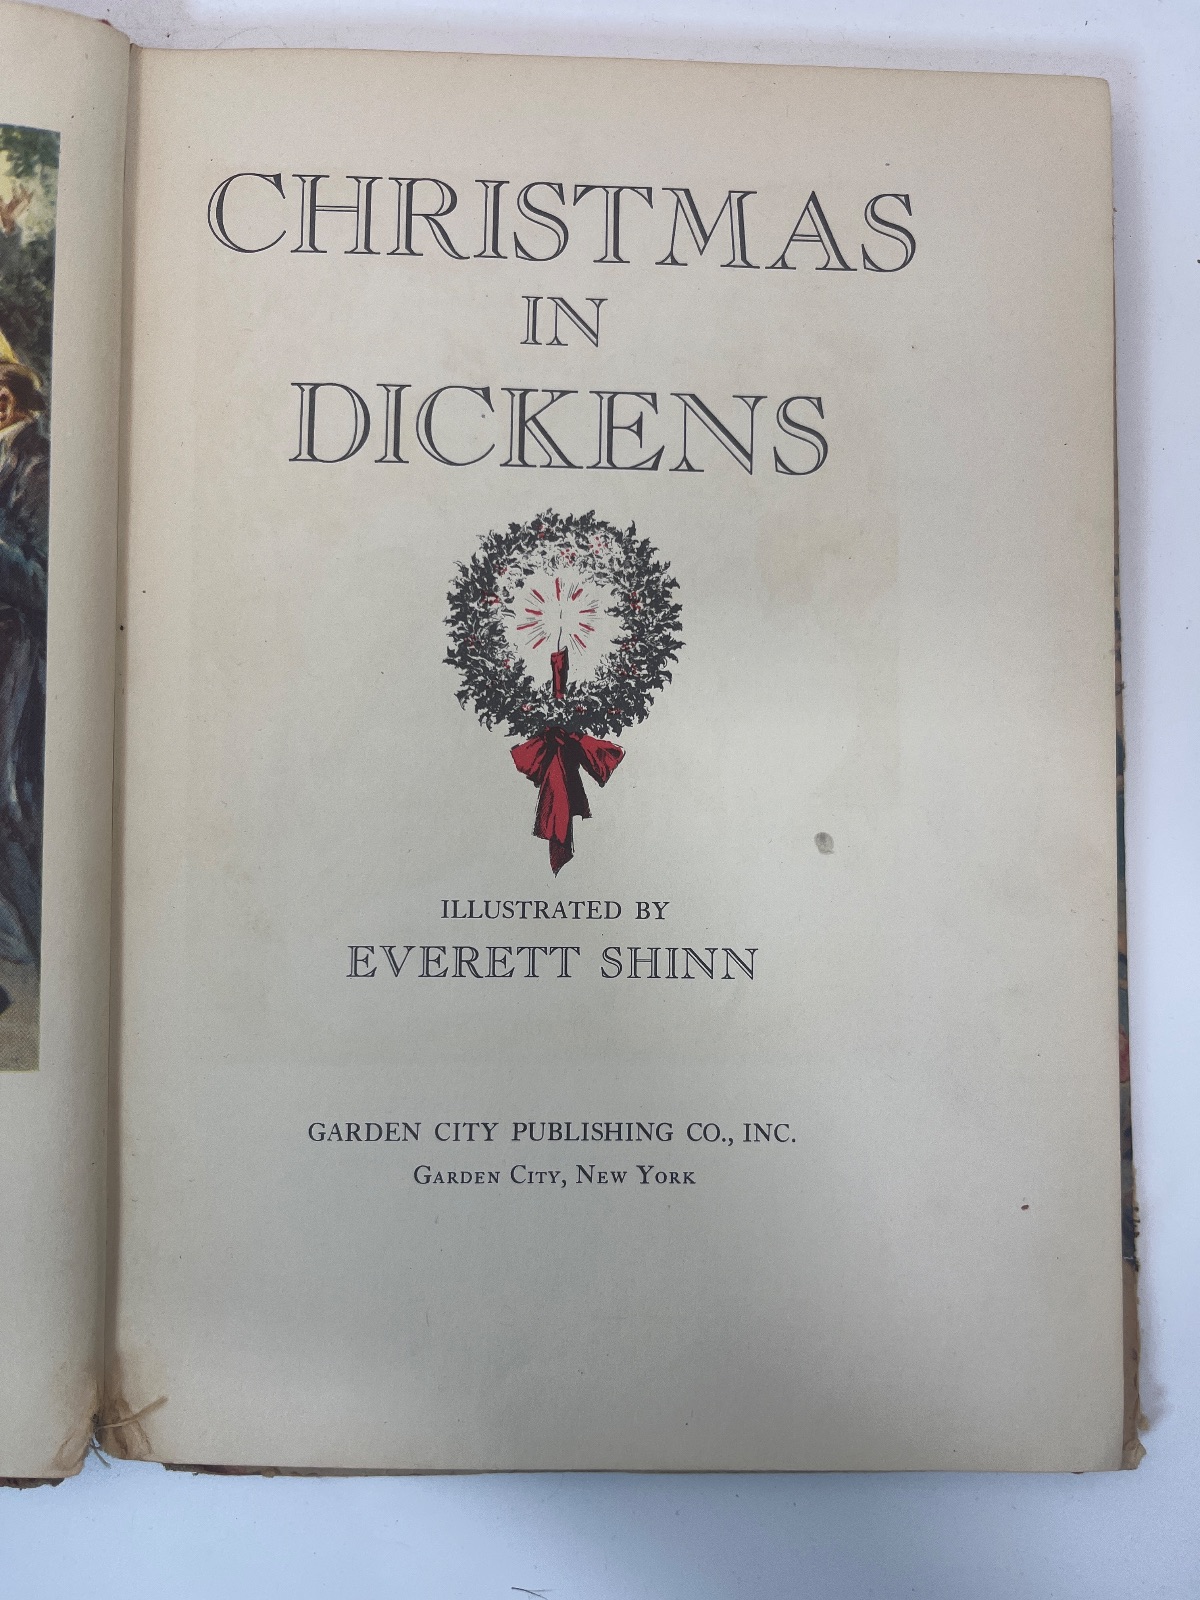 CHRISTMAS
IN
DICKENS
ILLUSTRATED BY
EVERETT SHINN
GARDEN CITY PUBLISHING CO., INC.
GARDEN CITY, NEW YORK